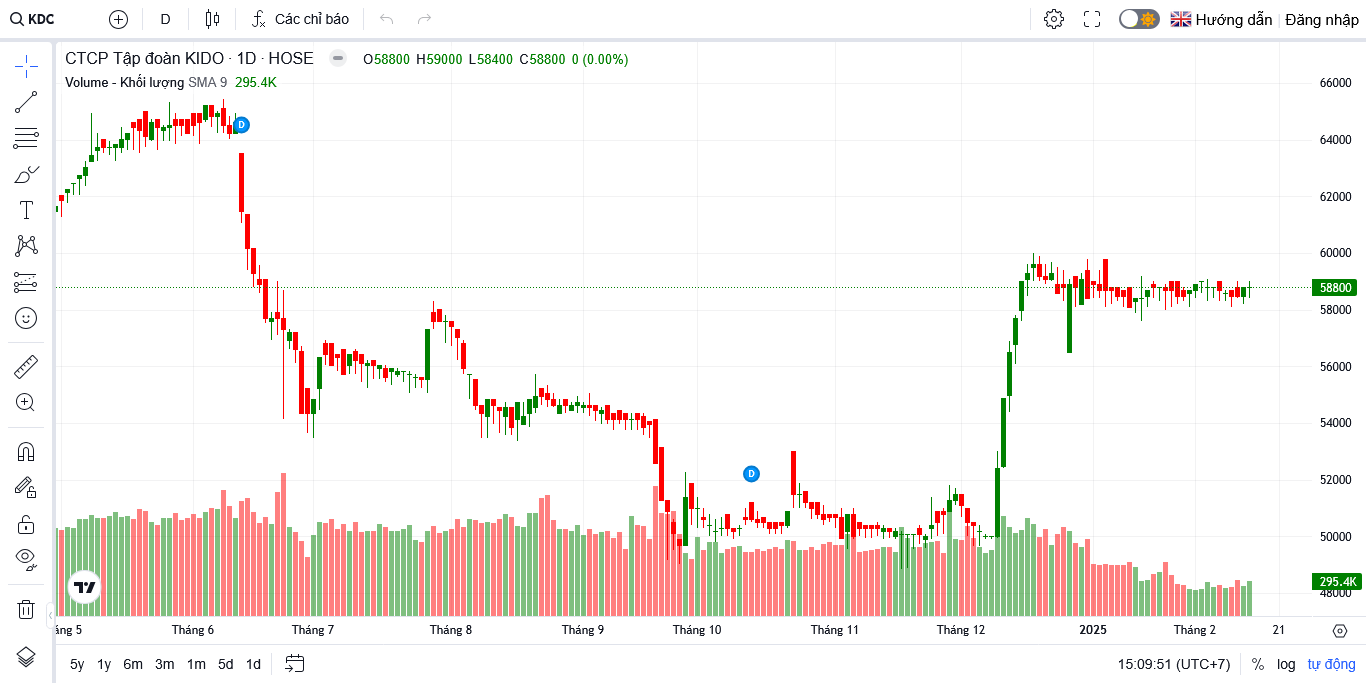 KDC D Các chỉ báo Hướng dẫn Đăng nhập
CTCP Tập đoàn KIDO · 1D · HOSE O58800 H59000 L58400 C58800 0 (0.00%)
Volume - Khối lượng SMA 9 295.4K
66000
D
64000
62000
60000
58800
58000
56000
54000
D
52000
50000
295.4K
48000
áng 5 Tháng 6 Tháng 7 Tháng 8 Tháng 9 Tháng 10 Tháng 11 Tháng 12 2025 Tháng 2 21
5y 1y 6m 3m 1m 5d 1d 15:09:51 (UTC+7) % log tự động